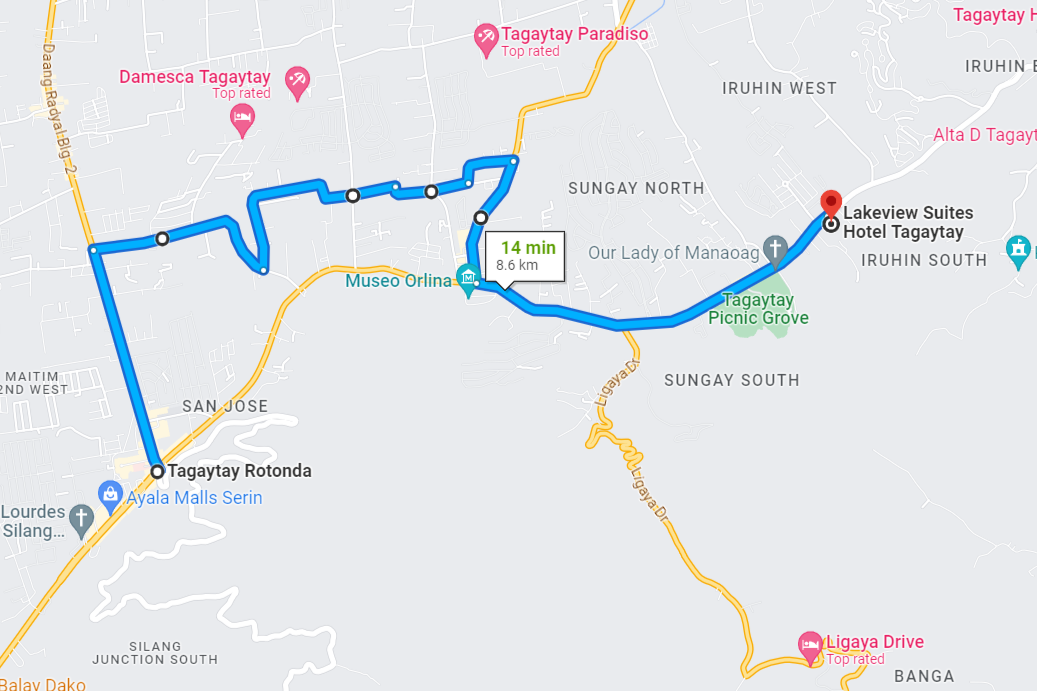 Tagaytay H
Tagaytay Paradiso
Top rated
IRUHIN E
Damesca Tagaytay
Top rated
IRUHIN WEST
Daang Radyal Blg. 2
Alta D Tagayt
SUNGAY NORTH
Lakeview Suites
Hotel Tagaytay
14 min
8.6 km
Our Lady of Manaoag
IRUHIN SOUTH
Museo Orlina
Tagaytay
Picnic Grove
MAITIM
2ND WEST
Ligaya Dr
SUNGAY SOUTH
SAN JOSE
Tagaytay Rotonda
Ayala Malls Serin
Ligaya Dr
Lourdes
Silang...
SILANG
JUNCTION SOUTH
Ligaya Drive
Top rated
BANGA
Balay Dako